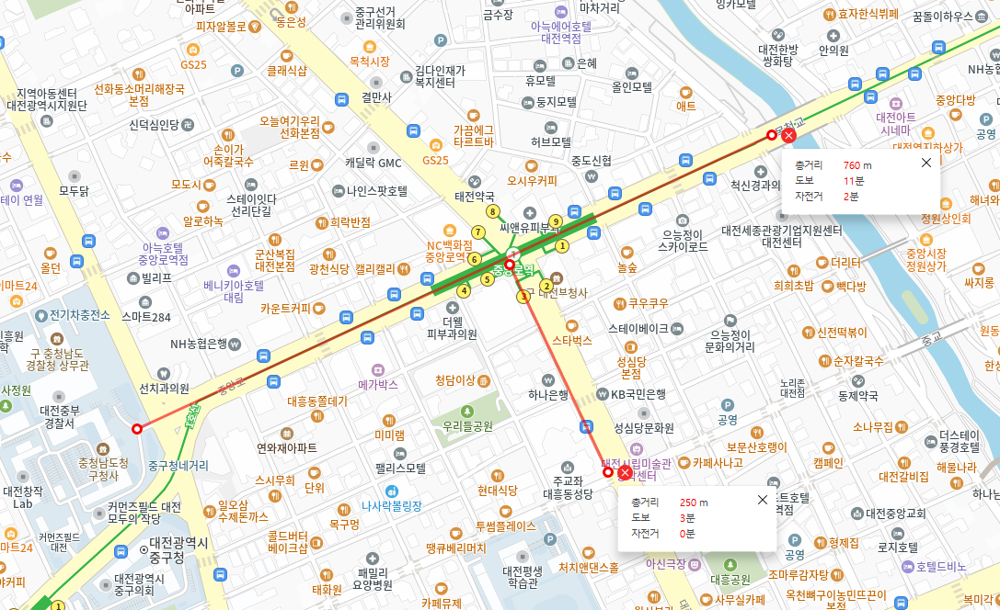 아파트
동은성
중구선거
관리위원회
금수장
마차거리
잉카모텔
효자한식뷔페
꿈돌이하우스
피자알볼로
아늑에어호텔
대전역점
GS25
클래식샵
목척시장
은혜
대전한방
쌍화탕
안의원
NH농
김다인재가
복지센터
휴모텔
올인모텔
지역아동센터
대전광역시지원단
선화동소머리해장국
본점
결만사
둥지모텔
애트
중앙다방
신덕심인당
오늘여기우리
선화본점
가끔에그
타르트바
대전아트
시네마
공영
목척교
허브모텔
손이가
어죽칼국수
캐딜락 GMC
GS25
대전역지하상가
르윈
중도신협
총거리 760 m
도보 11분
자전거 2분
모두닭
모도시
스테이잇다
선리단길
나인스팟호텔
태전약국
오시우커피
척신경과의
테이 연월
알로하녹
8
해너와
정원상인회
희락반점
7
씨앤유피부
9
으능정이
스카이로드
대전세종관광기업지원센터
대전센터
아늑호텔
중앙로역점
군산복집
대전본점
NC백화점
중앙로역점
1
중앙시장
정원상가
올던
광천식당
캘리캘리
6
중앙로역
돌숯
더리터
빌리프
베니키아호텔
대림
5
2
싸지롱
마트24
4
3
구 대전부청사
희희초밥
뽁다방
카운트커피
쿠우쿠우
전기차충전소
스마트284
더웰
피부과의원
스테이베이크
으능정이
문화의거리
신전떡볶이
중교
원동
NH농협은행
스타벅스
구 충청남도
경찰청 상무관
성심당
본점
순자칼국수
한성
메가박스
선치과의원
중앙로
청담이상
노리존
대전점
사정원
하나은행
KB국민은행
동제약국
대전중부
경찰서
1호선
대흥동쫄데기
공영
우리들공원
성심당문화원
소나무집
미미램
더스테이
풍경호텔
연와재아파트
보문산호랭이
충청남도청
구청사
팰리스모텔
대전시립미술관
창작센터
카페사나고
캠페인
중구청네거리
해물라
대전갈비집
스시무희
단위
주교좌
대흥동성당
현대식당
대전창작
Lab
나사락볼링장
총거리 250 m
도보 3분
자전거 0분
트호텔
역점
하나님
커먼즈필드 대전
모두의 작당
일오삼
수제돈까스
목구멍
투썸플레이스
대전중앙교회
커먼즈필드
대전
대전광역시
중구청
콜드버터
베이크샵
땡큐베리머치
공영
형제집
로지호텔
마트24
치치앤댄스홀
아신극장
호텔드비노
패밀리
요양병원
대전평생
학습관
대흥공원
조마루감자탕
야커피
대전광역시
중구의회
태화원
카페뮤제
사무실카페
옥천뼈구이농민뜨끈이
본점
복미각
1